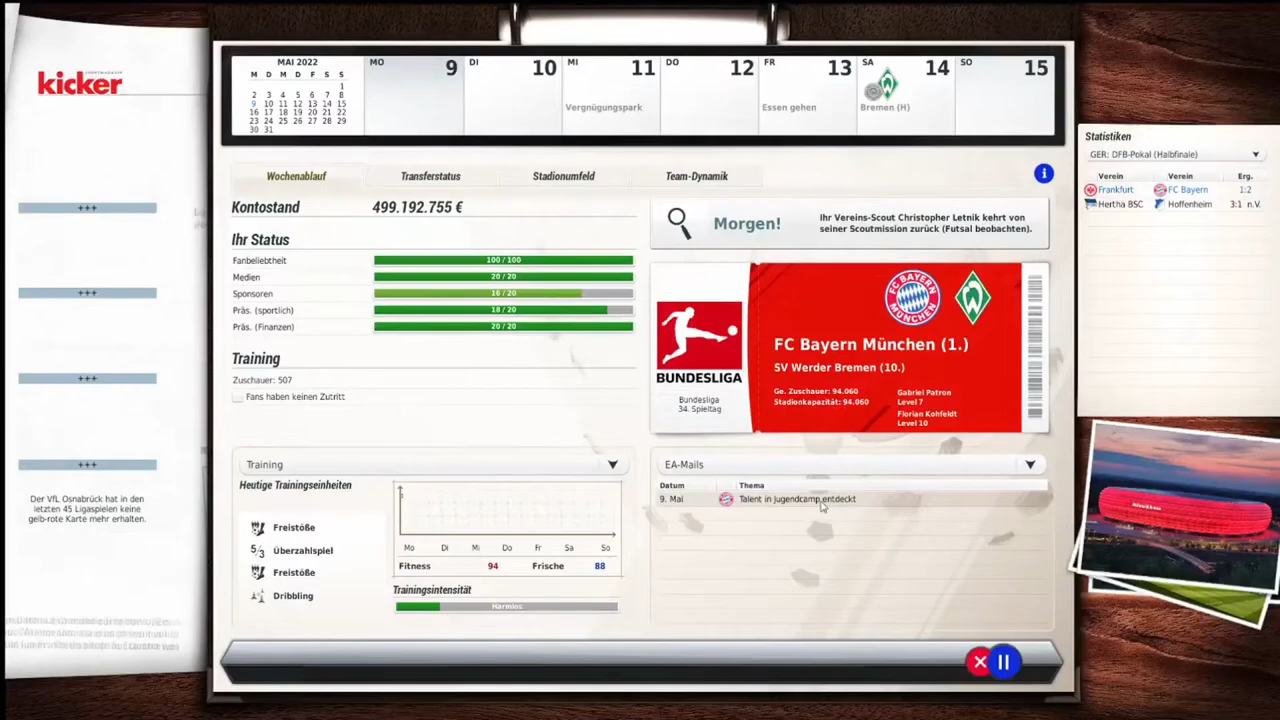 SPORTMAGAZIN
kicker
+++
+++
+++
+++
Der VfL Osnabrück hat in den
letzten 45 Ligaspielen keine
gelb-rote Karte mehr erhalten.
MAI 2022
M D M D F S S
1
2 3 4 5 6 7 8
9 10 11 12 13 14 15
16 17 18 19 20 21 22
23 24 25 26 27 28 29
30 31
MO 9
DI 10
MI 11
Vergnügungspark
DO 12
FR 13
Essen gehen
SA 14
Bremen (H)
SO 15
Wochenablauf Transferstatus Stadionumfeld Team-Dynamik
Kontostand 499.192.755 €
Ihr Status
Fanbeliebtheit 100 / 100
Medien 20 / 20
Sponsoren 16 / 20
Präs. (sportlich) 18 / 20
Präs. (Finanzen) 20 / 20
Training
Zuschauer: 507
Fans haben keinen Zutritt
Morgen!
Ihr Vereins-Scout Christopher Letnik kehrt von
seiner Scoutmission zurück (Futsal beobachten).
BUNDESLIGA
Bundesliga
34. Spieltag
FC BAYERN
MÜNCHEN
FC Bayern München (1.)
SV Werder Bremen (10.)
Ge. Zuschauer: 94.060
Stadionkapazität: 94.060
Gabriel Patron
Level 7
Florian Kohfeldt
Level 10
Training
Heutige Trainingseinheiten
Freistöße
5/3 Überzahlspiel
Freistöße
Dribbling
Mo Di Mi Do Fr Sa So
Fitness 94 Frische 88
Trainingsintensität
Harmlos
EA-Mails
Datum Thema
9. Mai Talent in Jugendcamp entdeckt
Statistiken
GER: DFB-Pokal (Halbfinale)
Verein Verein Erg.
Frankfurt FC Bayern 1:2
Hertha BSC Hoffenheim 3:1 n.V.